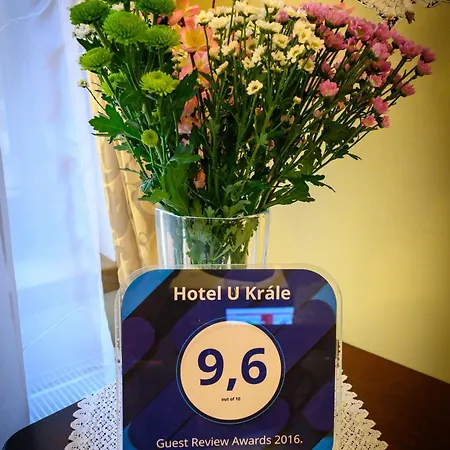 Hotel U Krále
9,6
out of 10
Guest Review Awards 2016.